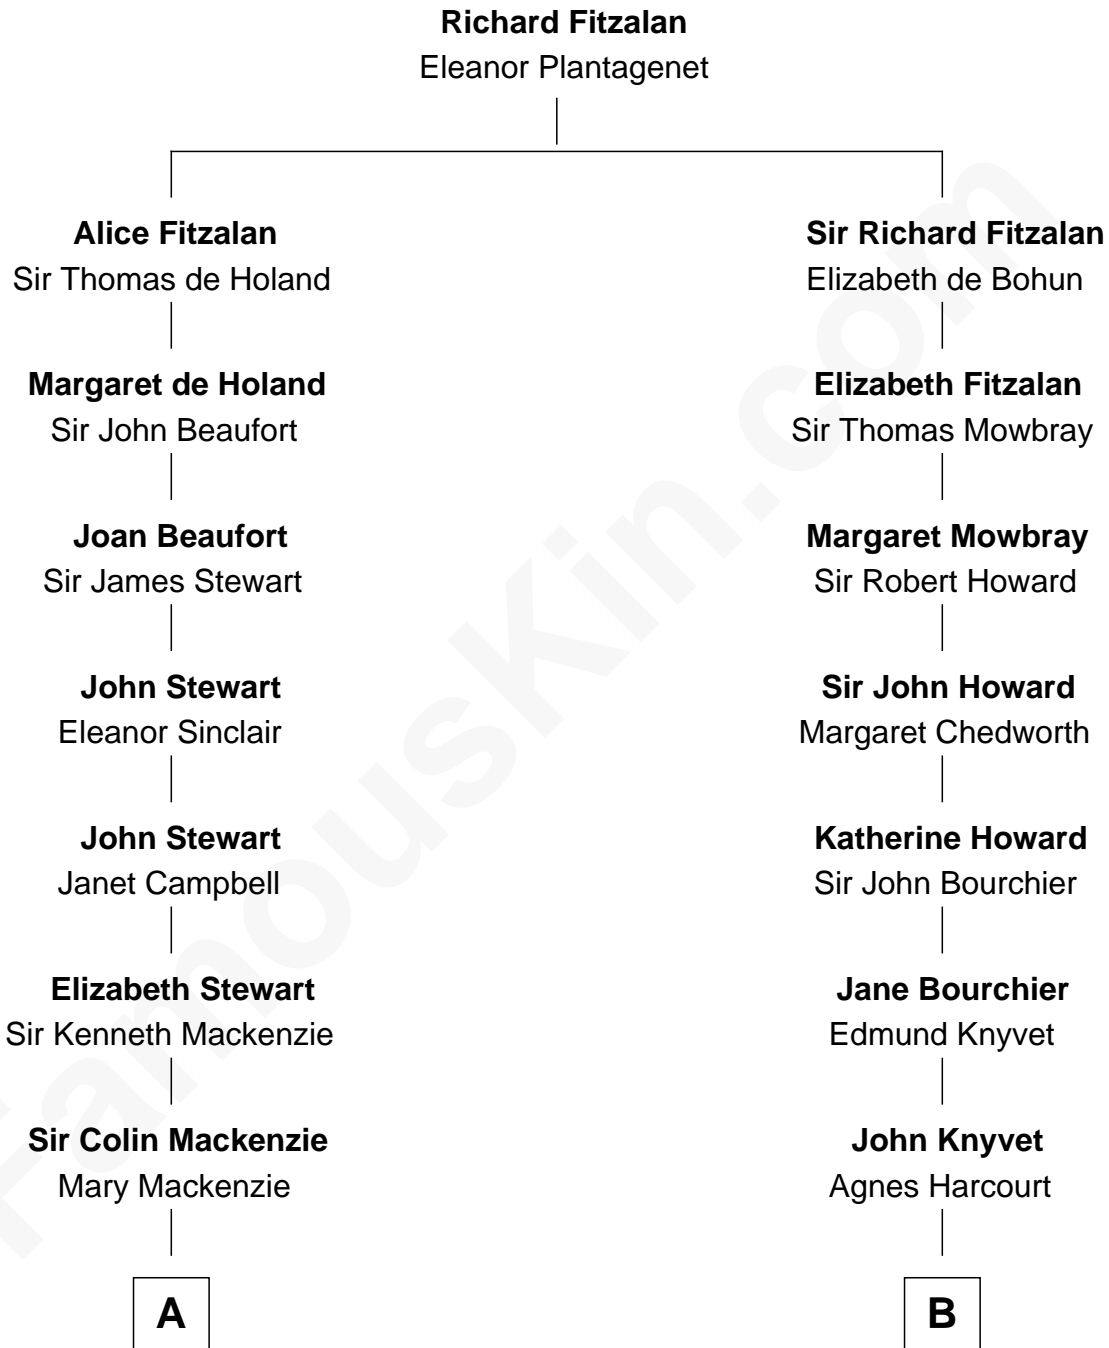 Richard Fitzalan
Eleanor Plantagenet
Alice Fitzalan
Sir Thomas de Holand
Margaret de Holand
Sir John Beaufort
Joan Beaufort
Sir James Stewart
John Stewart
Eleanor Sinclair
John Stewart
Janet Campbell
Elizabeth Stewart
Sir Kenneth Mackenzie
Sir Colin Mackenzie
Mary Mackenzie
A
Sir Richard Fitzalan
Elizabeth de Bohun
Elizabeth Fitzalan
Sir Thomas Mowbray
Margaret Mowbray
Sir Robert Howard
Sir John Howard
Margaret Chedworth
Katherine Howard
Sir John Bourchier
Jane Bourchier
Edmund Knyvet
John Knyvet
Agnes Harcourt
B
FamousKin.com